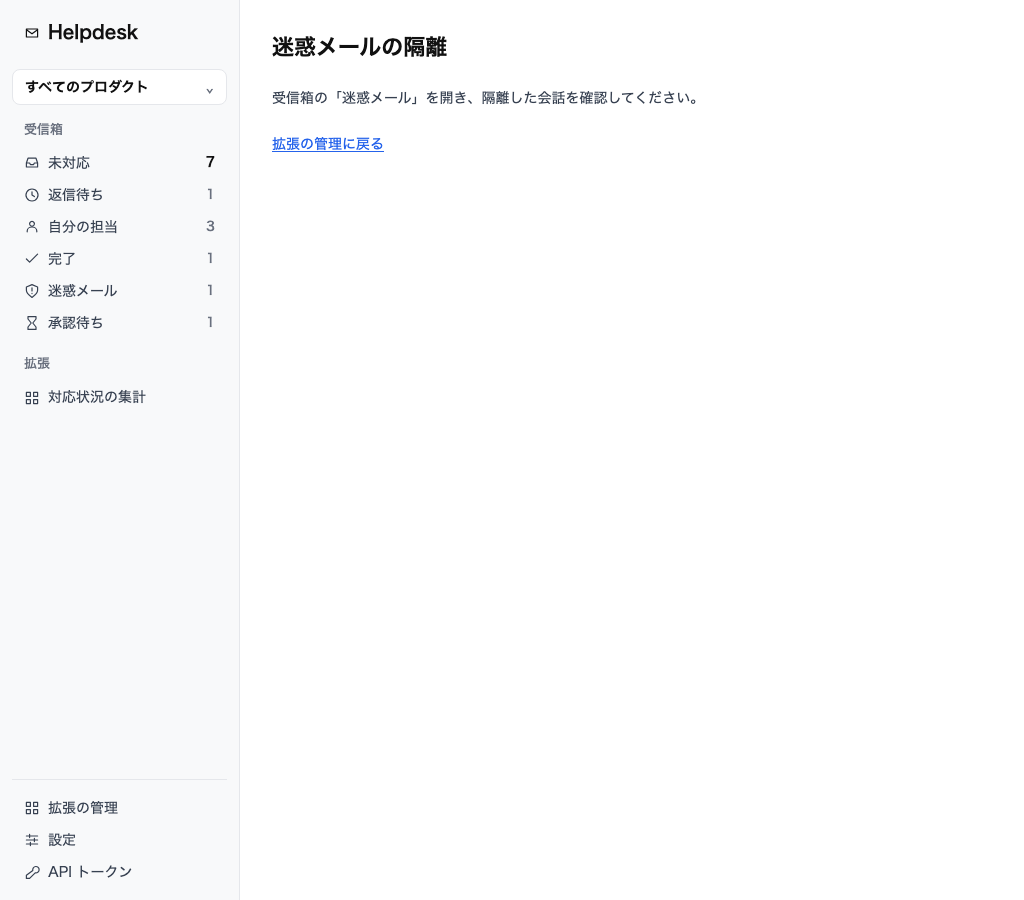 Helpdesk
すべてのプロダクト
受信箱
未対応 7
返信待ち 1
自分の担当 3
完了 1
迷惑メール 1
承認待ち 1
拡張
対応状況の集計
拡張の管理
設定
API トークン
迷惑メールの隔離
受信箱の「迷惑メール」を開き、隔離した会話を確認してください。
拡張の管理に戻る